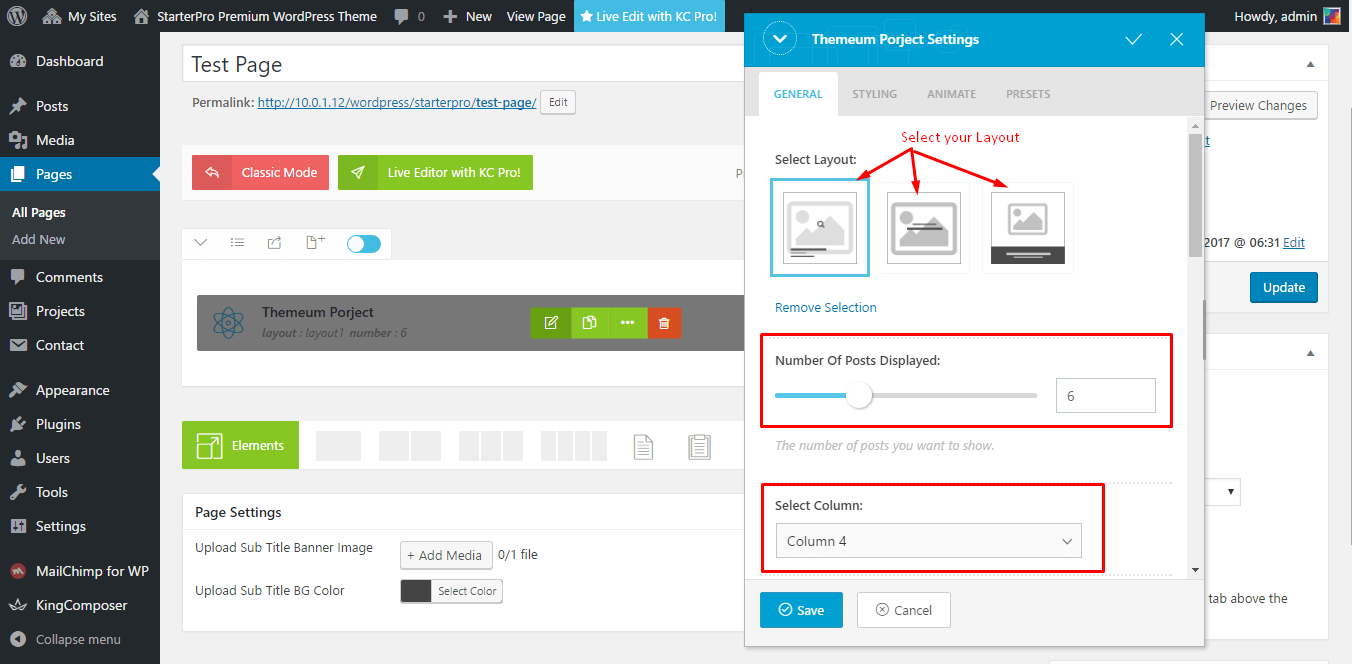 My Sites
StarterPro Premium WordPress Theme
0
New
View Page
Live Edit with KC Pro!
Howdy, admin
Dashboard
Posts
Media
Pages
All Pages
Add New
Comments
Projects
Contact
Appearance
Plugins
Users
Tools
Settings
MailChimp for WP
KingComposer
Collapse menu
Test Page
Permalink: http://10.0.1.12/wordpress/starterpro/test-page/ Edit
Classic Mode
Live Editor with KC Pro!
Themeum Porject
layout : layout1 number : 6
Elements
Page Settings
Upload Sub Title Banner Image
+ Add Media 0/1 file
Upload Sub Title BG Color
Select Color
Themeum Porject Settings
GENERAL STYLING ANIMATE PRESETS
Select your Layout
Select Layout:
Remove Selection
Number Of Posts Displayed:
6
The number of posts you want to show.
Select Column:
Column 4
Save
Cancel
Preview Changes
2017 @ 06:31 Edit
Update
tab above the